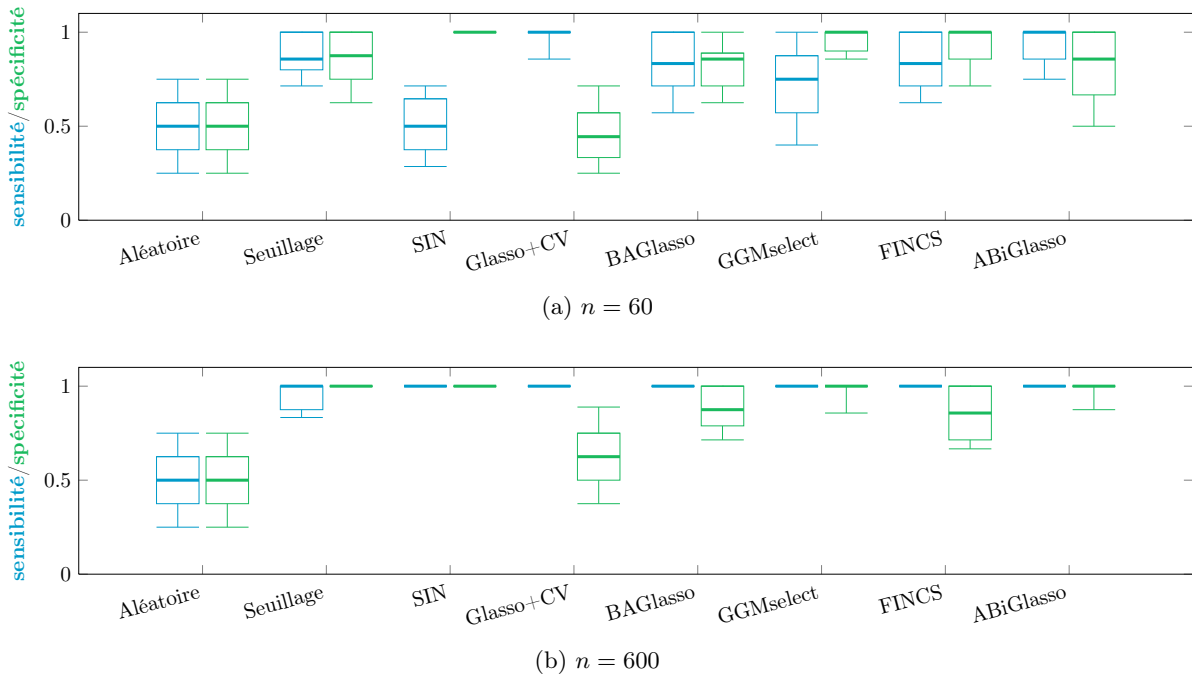 sensibilité/spécificité
1
0.5
0
Aléatoire
Seuillage
SIN
Glasso+CV
BAGlasso
GGMselect
FINCS
ABiGlasso
(a) n = 60
sensibilité/spécificité
1
0.5
0
Aléatoire
Seuillage
SIN
Glasso+CV
BAGlasso
GGMselect
FINCS
ABiGlasso
(b) n = 600